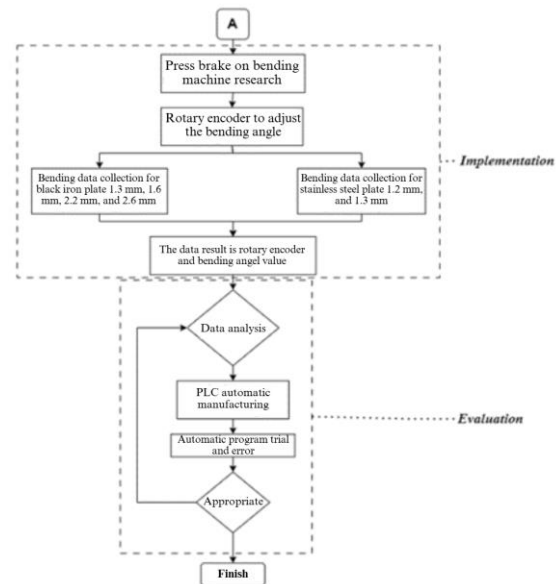 A
Press brake on bending
machine research
Rotary encoder to adjust
the bending angle
Bending data collection for
black iron plate 1.3 mm, 1.6
mm, 2.2 mm, and 2.6 mm
Bending data collection for
stainless steel plate 1.2 mm,
and 1.3 mm
Implementation
The data result is rotary encoder
and bending angel value
Data analysis
PLC automatic
manufacturing
Evaluation
Automatic program trial
and error
Appropriate
Finish